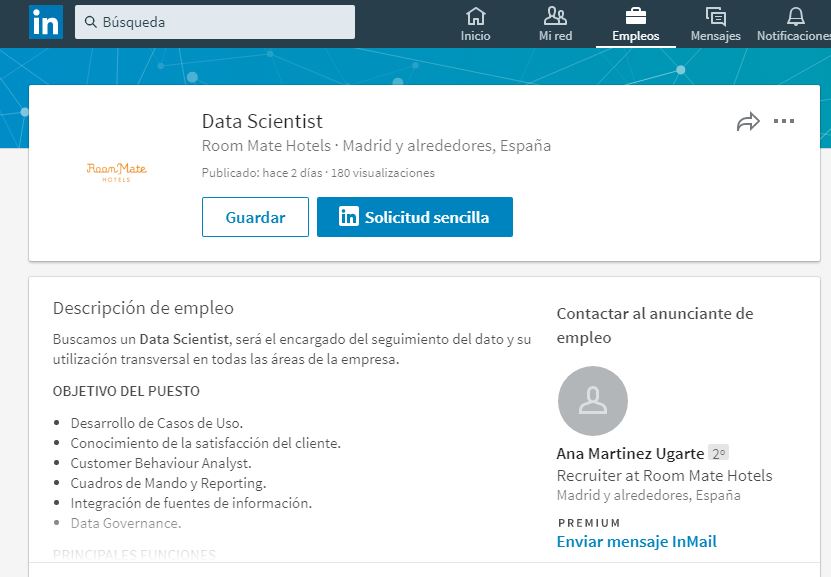 in
Búsqueda
Inicio
Mi red
Empleos
Mensajes
Notificaciones
RoomMate
HOTELS
Data Scientist
Room Mate Hotels · Madrid y alrededores, España
Publicado: hace 2 días · 180 visualizaciones
Guardar
in Solicitud sencilla
Descripción de empleo
Buscamos un Data Scientist, será el encargado del seguimiento del dato y su
utilización transversal en todas las áreas de la empresa.
OBJETIVO DEL PUESTO
Desarrollo de Casos de Uso.
Conocimiento de la satisfacción del cliente.
Customer Behaviour Analyst.
Cuadros de Mando y Reporting.
Integración de fuentes de información.
Data Governance.
PRINCIPALES FUNCIONES
Contactar al anunciante de
empleo
Ana Martinez Ugarte 2º
Recruiter at Room Mate Hotels
Madrid y alrededores, España
PREMIUM
Enviar mensaje InMail